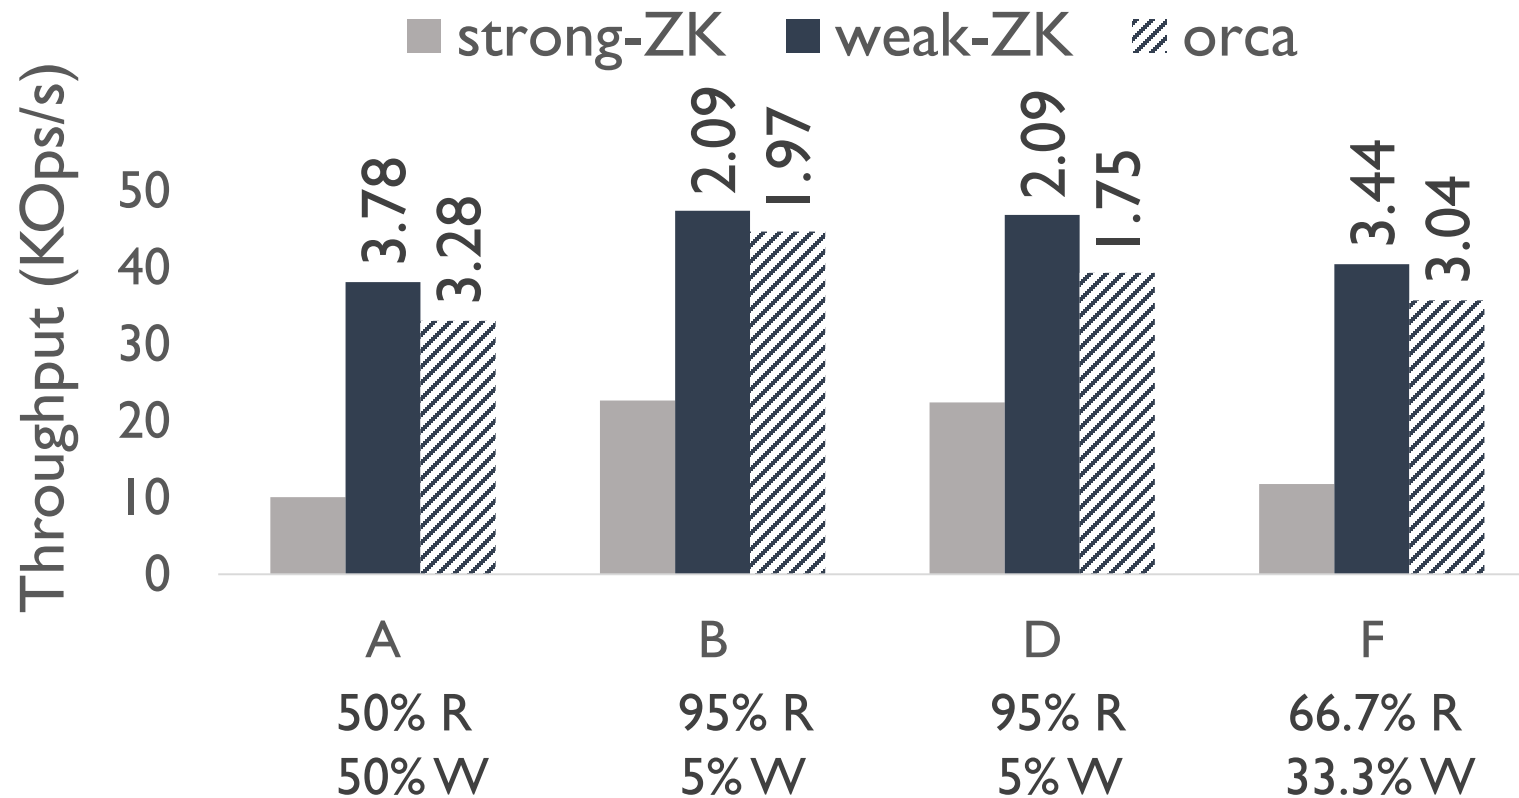 strong-ZK weak-ZK orca
Throughput (KOps/s)
50
40
30
20
10
0
3.78
3.28
2.09
1.97
2.09
1.75
3.44
3.04
A B D F
50% R 95% R 95% R 66.7% R
50% W 5% W 5% W 33.3% W